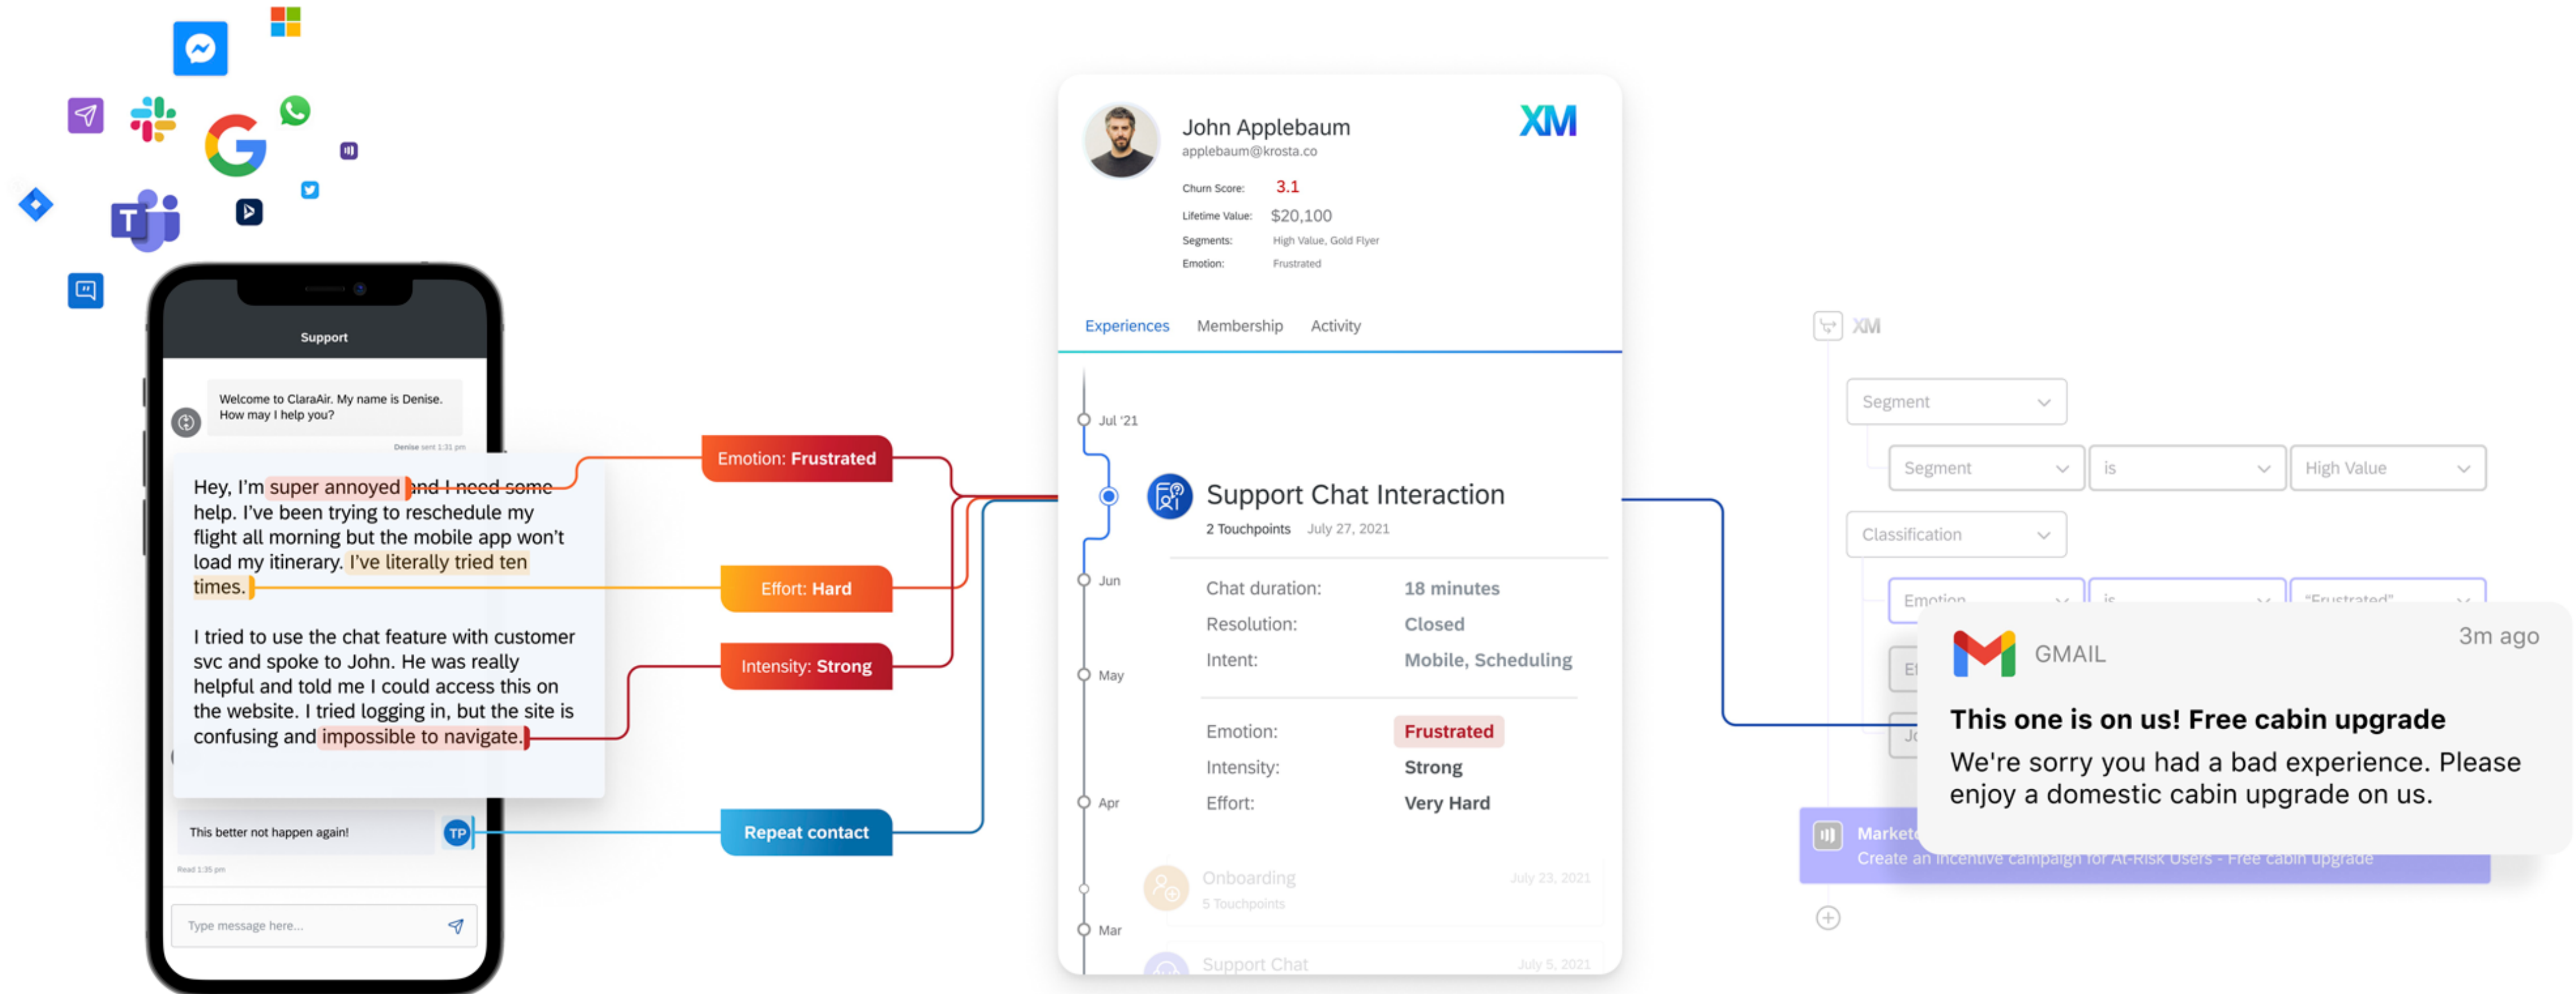 Support
Welcome to ClaraAir. My name is Denise.
How may I help you?
Denise sent 1:31 pm
Hey, I'm super annoyed and I need some
help. I've been trying to reschedule my
flight all morning but the mobile app won't
load my itinerary. I've literally tried ten
times.
I tried to use the chat feature with customer
svc and spoke to John. He was really
helpful and told me I could access this on
the website. I tried logging in, but the site is
confusing and impossible to navigate.
This better not happen again!
TP
Read 1:35 pm
Type message here...
Emotion: Frustrated
Effort: Hard
Intensity: Strong
Repeat contact
John Applebaum
applebaum@krosta.co
XM
Churn Score: 3.1
Lifetime Value: $20,100
Segments: High Value, Gold Flyer
Emotion: Frustrated
Experiences Membership Activity
Jul '21
Jun
May
Apr
Mar
Support Chat Interaction
2 Touchpoints July 27, 2021
Chat duration: 18 minutes
Resolution: Closed
Intent: Mobile, Scheduling
Emotion: Frustrated
Intensity: Strong
Effort: Very Hard
Onboarding July 23, 2021
5 Touchpoints
Support Chat July 5, 2021
XM
Segment
Segment is High Value
Classification
Emotion is "Frustrated"
GMAIL 3m ago
This one is on us! Free cabin upgrade
We're sorry you had a bad experience. Please
enjoy a domestic cabin upgrade on us.
Create an incentive campaign for At-Risk Users - Free cabin upgrade